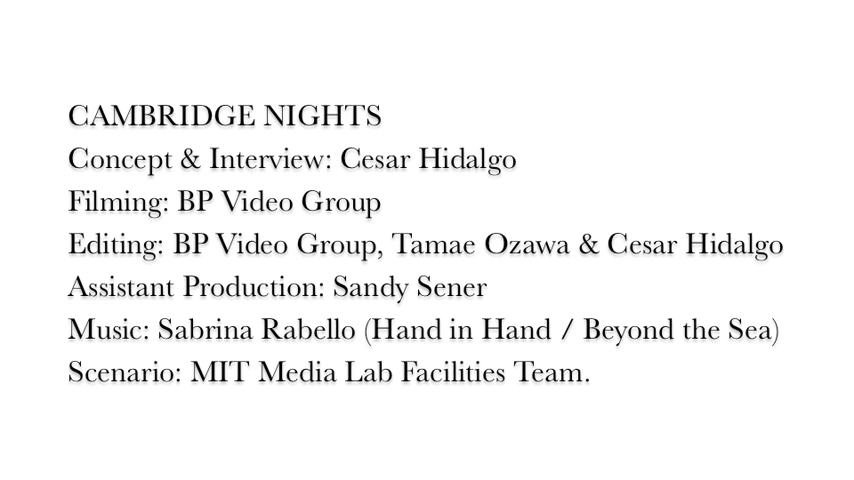 CAMBRIDGE NIGHTS
Concept & Interview: Cesar Hidalgo
Filming: BP Video Group
Editing: BP Video Group, Tamae Ozawa & Cesar Hidalgo
Assistant Production: Sandy Sener
Music: Sabrina Rabello (Hand in Hand / Beyond the Sea)
Scenario: MIT Media Lab Facilities Team.